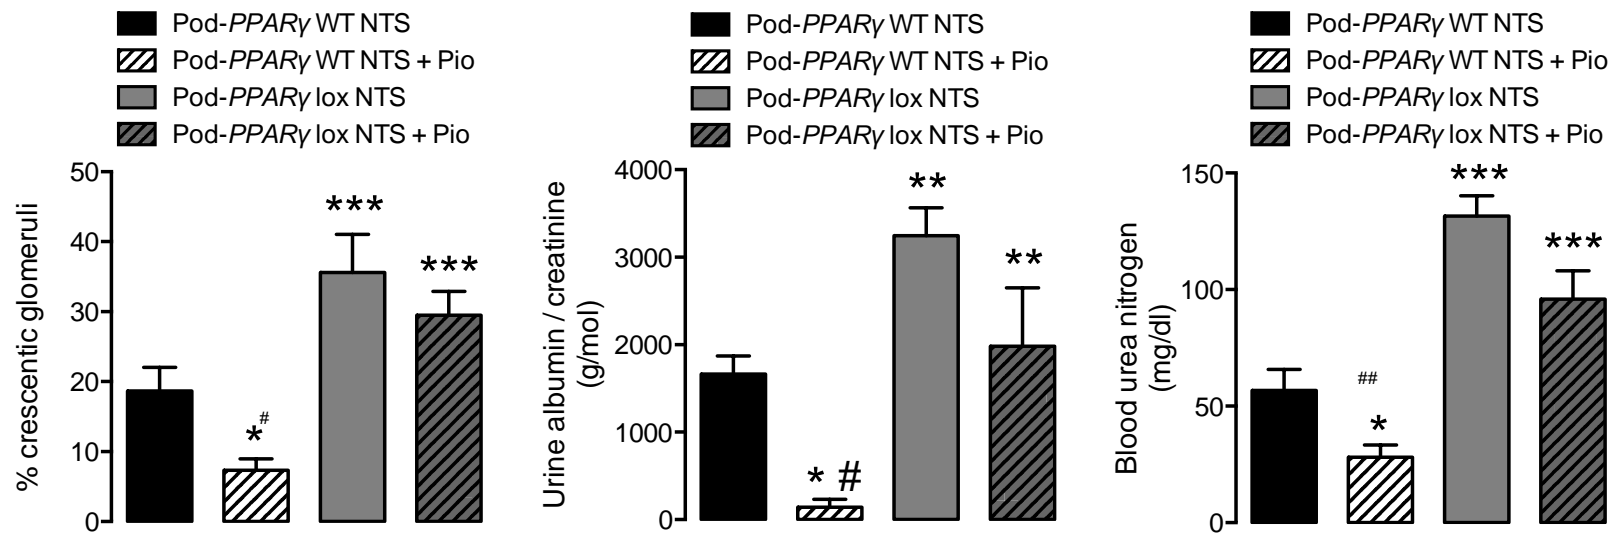 Pod-PPARγ WT NTS
Pod-PPARγ WT NTS + Pio
Pod-PPARγ lox NTS
Pod-PPARγ lox NTS + Pio
% crescentic glomeruli
50
40
30
20
10
0
*#
***
***
Pod-PPARγ WT NTS
Pod-PPARγ WT NTS + Pio
Pod-PPARγ lox NTS
Pod-PPARγ lox NTS + Pio
Urine albumin / creatinine
(g/mol)
4000
3000
2000
1000
0
* #
**
**
Pod-PPARγ WT NTS
Pod-PPARγ WT NTS + Pio
Pod-PPARγ lox NTS
Pod-PPARγ lox NTS + Pio
Blood urea nitrogen
(mg/dl)
150
100
50
0
##
*
***
***